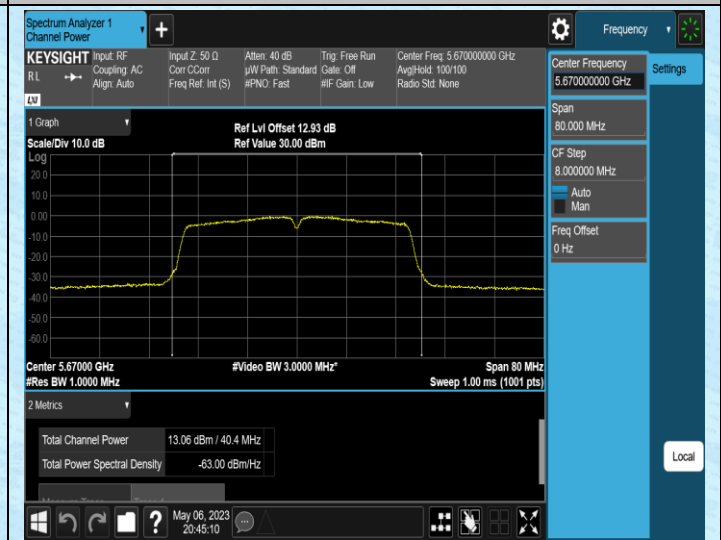 Spectrum Analyzer 1
Channel Power
Frequency
KEYSIGHT
RL
LXI
Input: RF
Coupling: AC
Align: Auto
Input Z: 50 Ω
Corr CCorr
Freq Ref: Int (S)
Atten: 40 dB
µW Path: Standard
#PNO: Fast
Trig: Free Run
Gate: Off
#IF Gain: Low
Center Freq: 5.670000000 GHz
Avg|Hold: 100/100
Radio Std: None
Center Frequency
5.670000000 GHz
Settings
Span
80.000 MHz
CF Step
8.000000 MHz
Auto
Man
Freq Offset
0 Hz
1 Graph
Scale/Div 10.0 dB
Ref Lvl Offset 12.93 dB
Ref Value 30.00 dBm
Log
20.0
10.0
0.00
-10.0
-20.0
-30.0
-40.0
-50.0
-60.0
Center 5.67000 GHz
#Video BW 3.0000 MHz*
Span 80 MHz
#Res BW 1.0000 MHz
Sweep 1.00 ms (1001 pts)
2 Metrics
Total Channel Power 13.06 dBm / 40.4 MHz
Total Power Spectral Density -63.00 dBm/Hz
Local
?
May 06, 2023
20:45:10